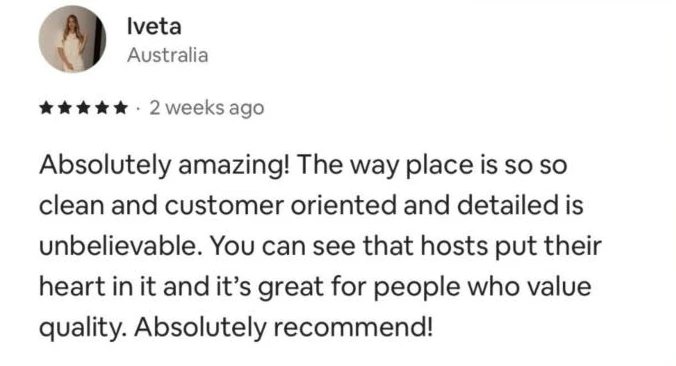 Iveta
Australia
★★★★★ · 2 weeks ago
Absolutely amazing! The way place is so so
clean and customer oriented and detailed is
unbelievable. You can see that hosts put their
heart in it and it’s great for people who value
quality. Absolutely recommend!